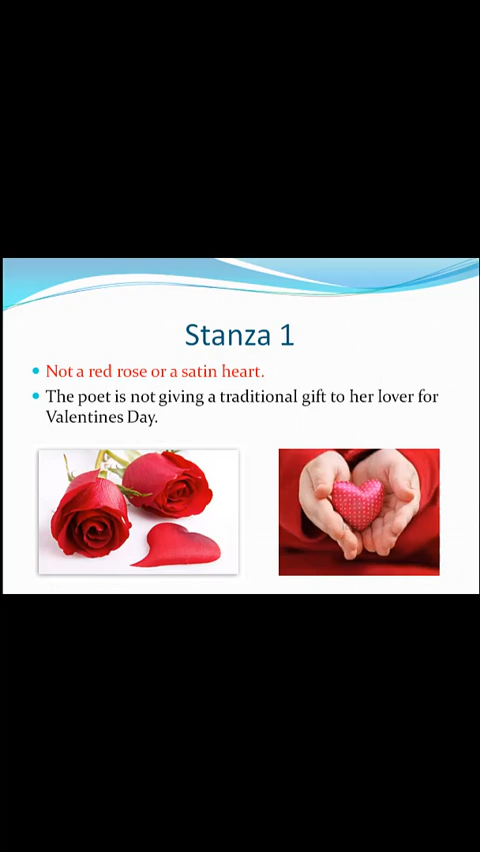 Stanza 1
Not a red rose or a satin heart.
The poet is not giving a traditional gift to her lover for
Valentines Day.